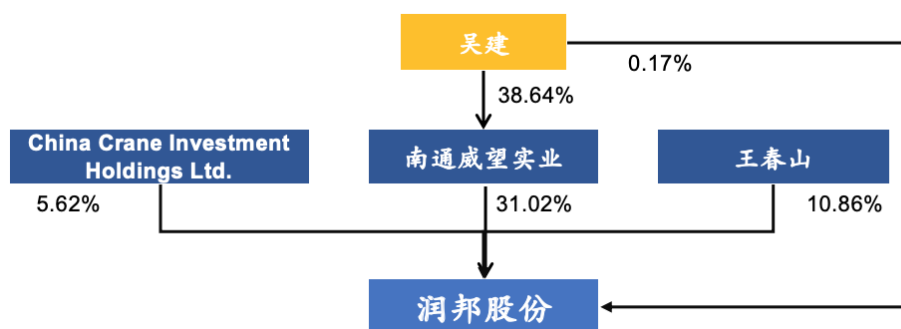 吴建
0.17%
38.64%
China Crane Investment
Holdings Ltd.
南通威望实业
王春山
5.62%
31.02%
10.86%
润邦股份